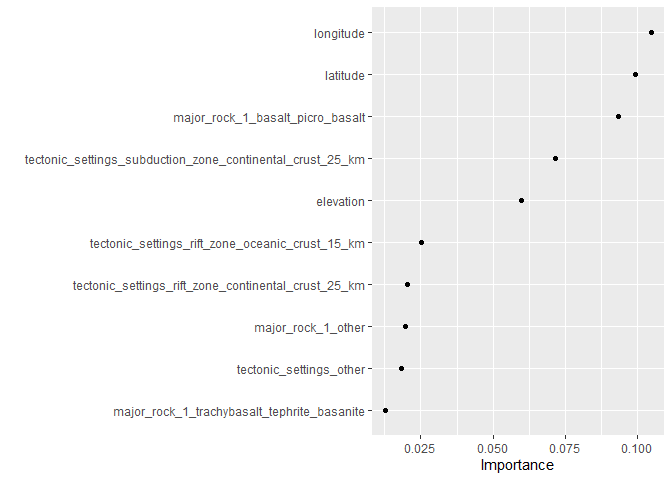 longitude
latitude
major_rock_1_basalt_picro_basalt
tectonic_settings_subduction_zone_continental_crust_25_km
elevation
tectonic_settings_rift_zone_oceanic_crust_15_km
tectonic_settings_rift_zone_continental_crust_25_km
major_rock_1_other
tectonic_settings_other
major_rock_1_trachybasalt_tephrite_basanite
0.025 0.050 0.075 0.100
Importance